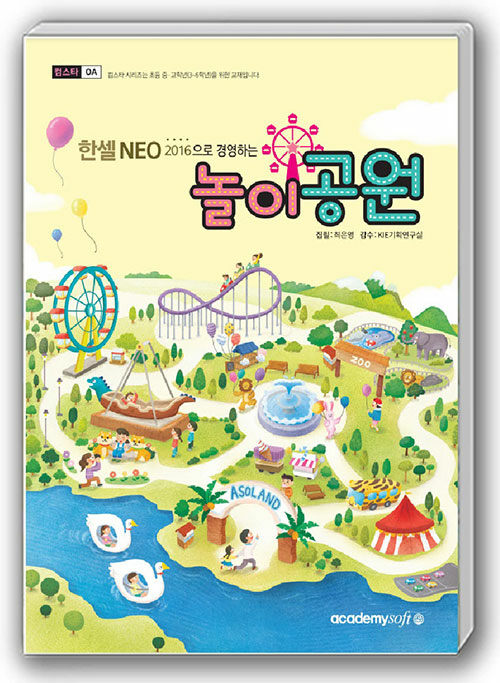 컴스타 OA 컴스타 시리즈는 초등 중·고학년(3~6학년)을 위한 교재입니다.
한셀 NEO 2016으로 경영하는
놀이공원
집필 : 최은영 감수 : KIE기획연구실
ZOO
ASOLAND
academysoft